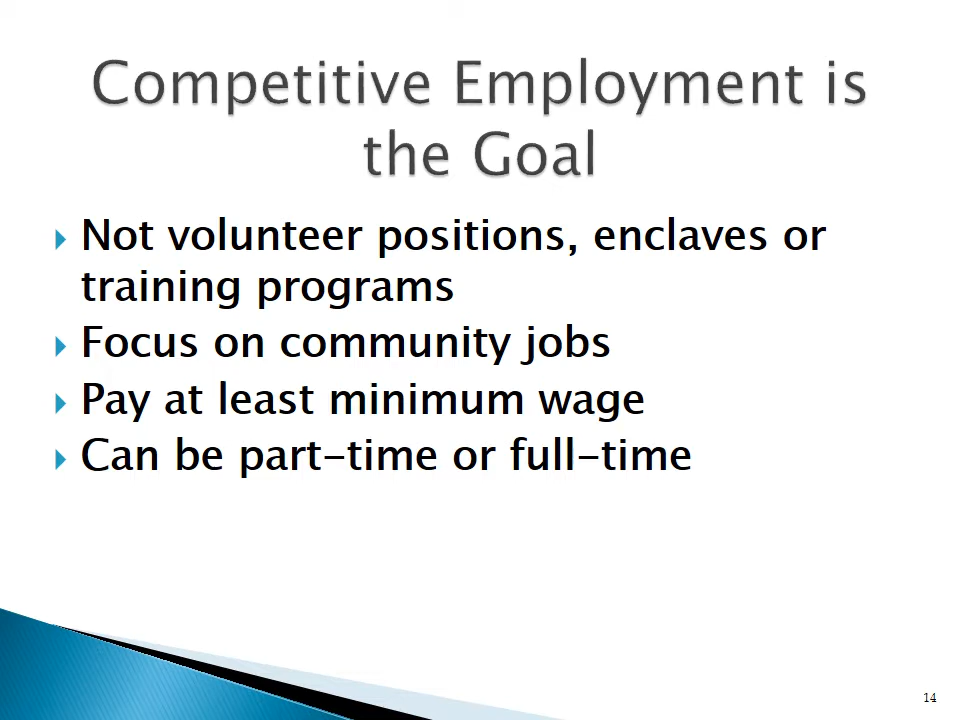 Competitive Employment is
the Goal
Not volunteer positions, enclaves or
training programs
Focus on community jobs
Pay at least minimum wage
Can be part-time or full-time
14